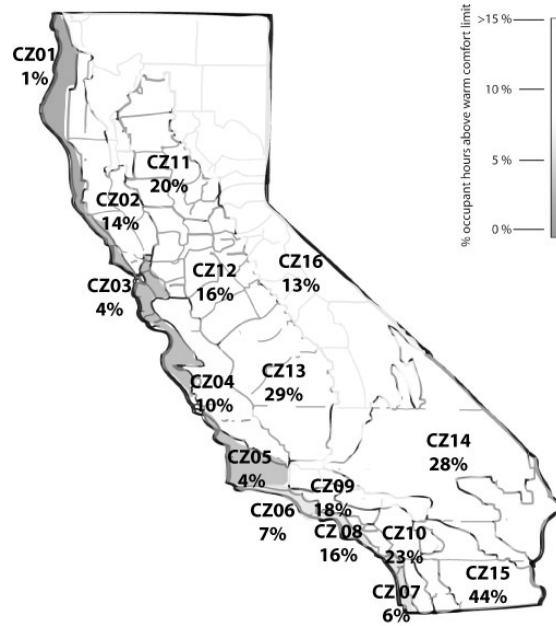 CZ01
1%
CZ11
20%
CZ02
14%
CZ03
4%
CZ12
16%
CZ16
13%
CZ04
10%
CZ13
29%
CZ05
4%
CZ14
28%
CZ06
7%
CZ09
18%
CZ 08
16%
CZ10
23%
CZ 07
6%
CZ15
44%
% occupant hours above warm comfort limit
>15 %
10 %
5 %
0 %